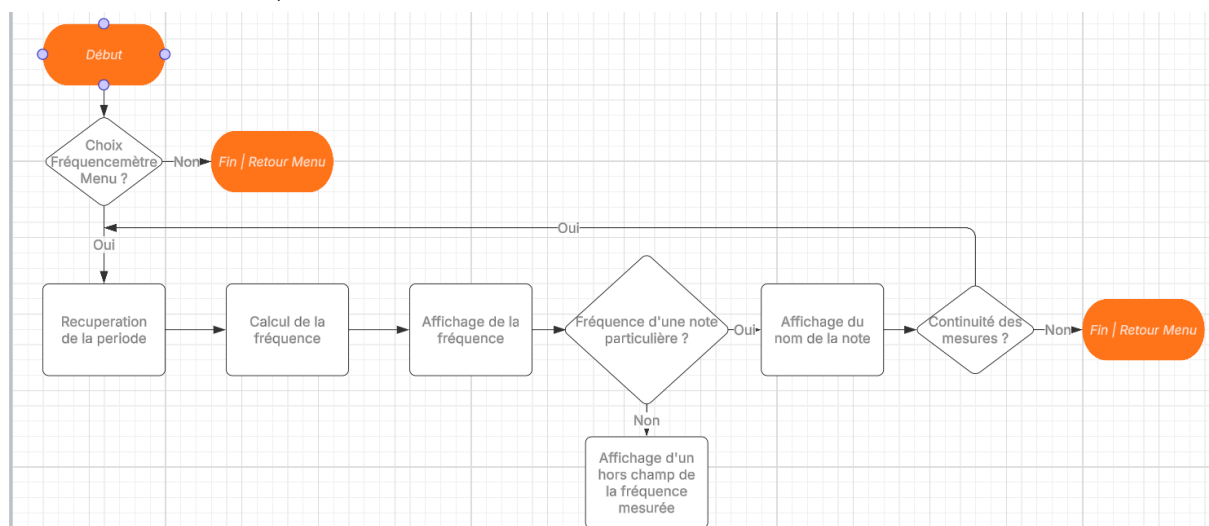 Début
Choix
Fréquencemètre
Menu ?
Non
Fin | Retour Menu
Oui
Oui
Recuperation
de la periode
Calcul de la
fréquence
Affichage de la
fréquence
Fréquence d'une note
particulière ?
Oui
Affichage du
nom de la note
Continuité des
mesures ?
Non
Fin | Retour Menu
Non
Affichage d'un
hors champ de
la fréquence
mesurée